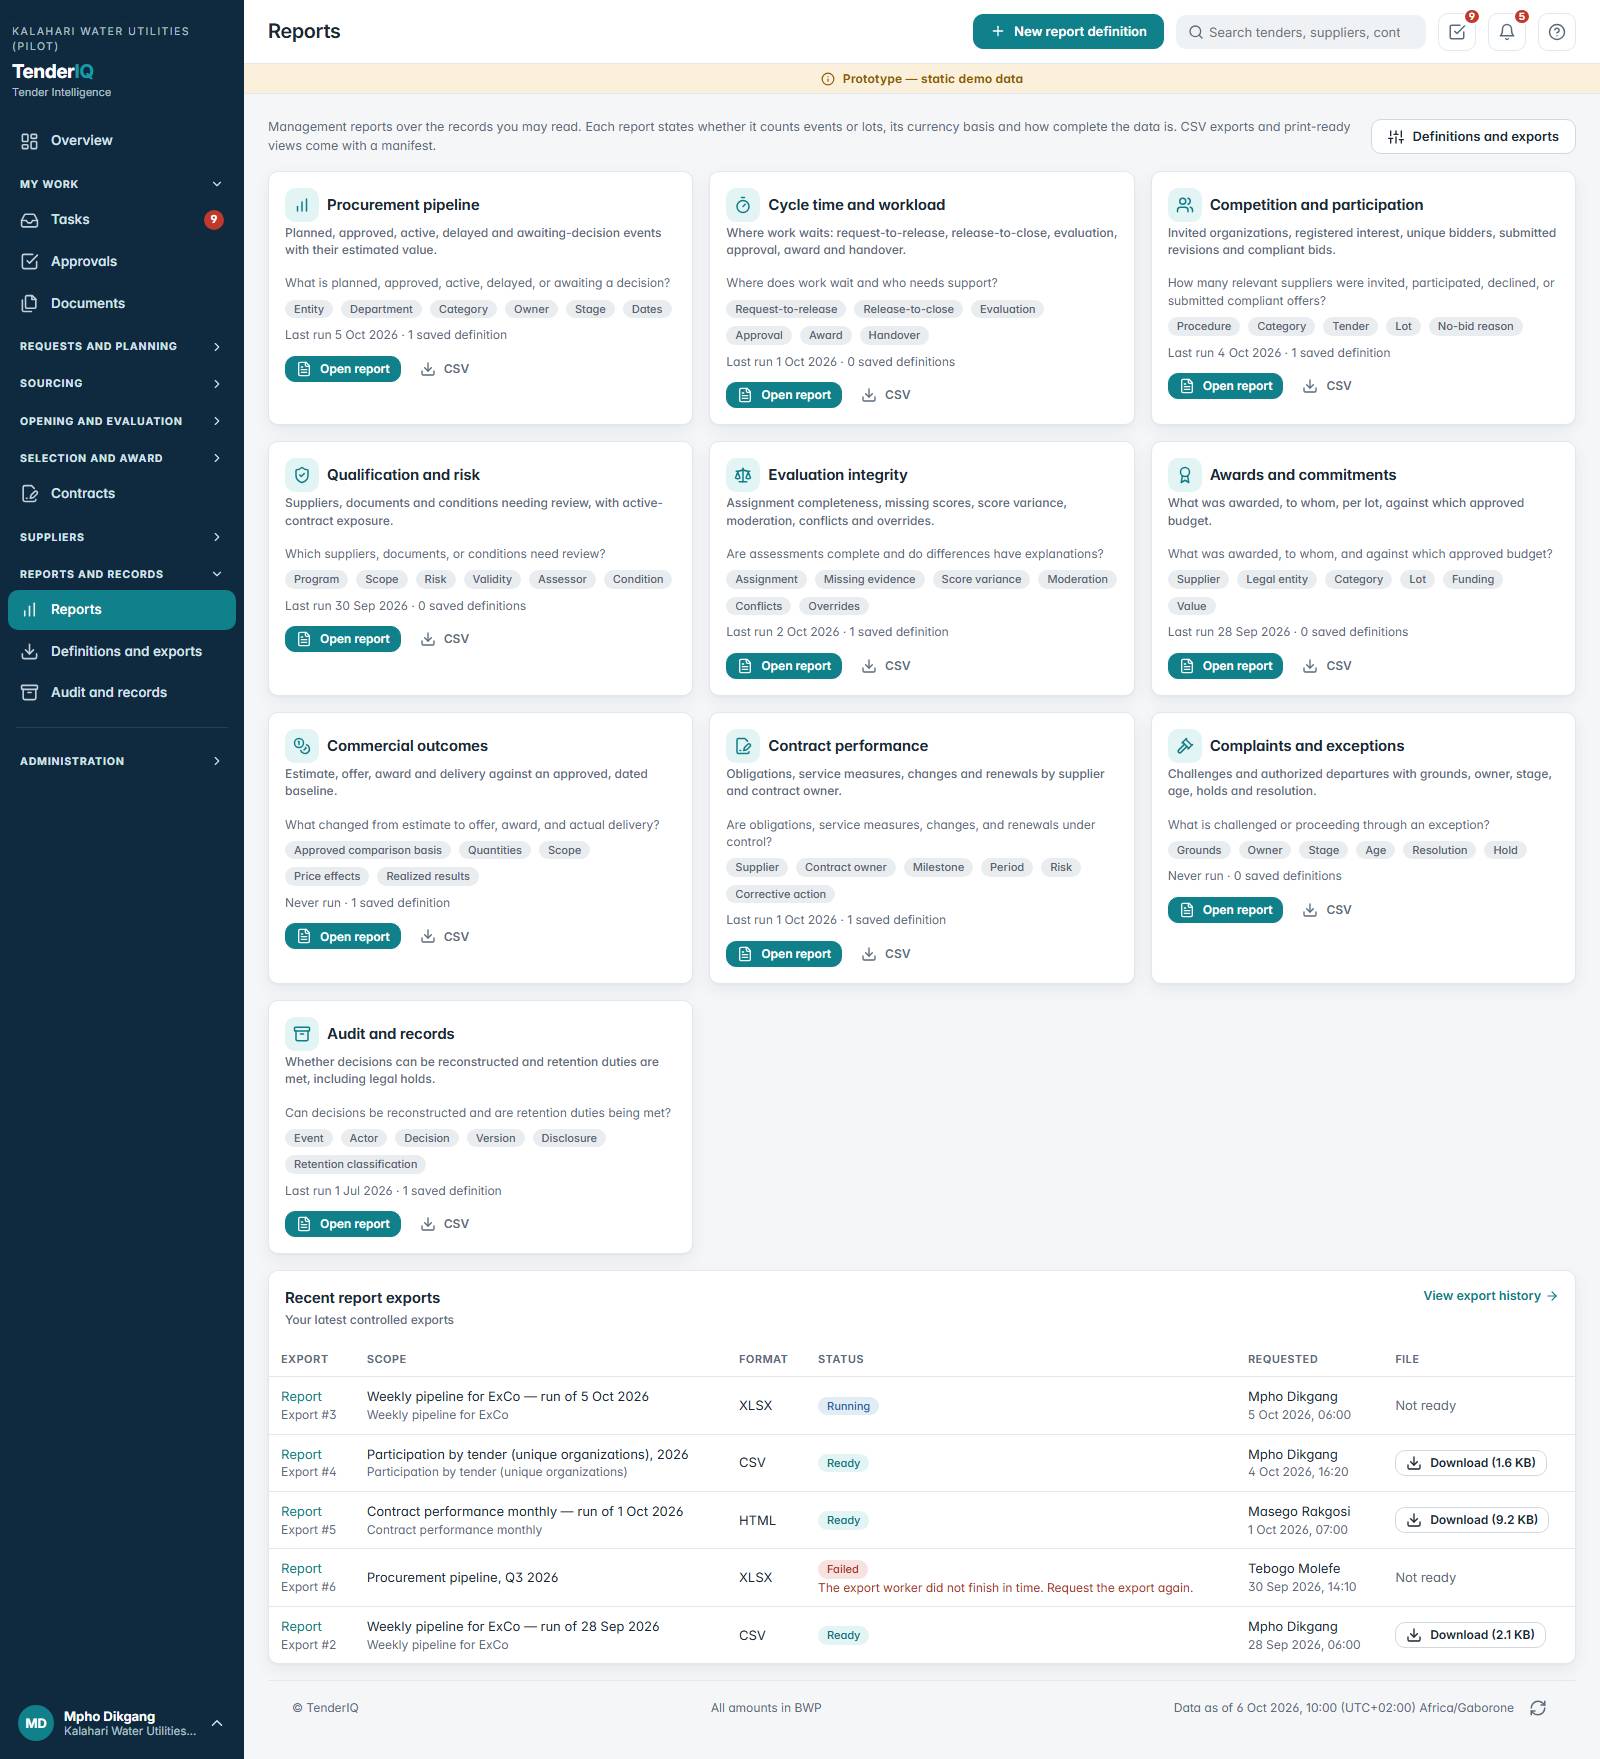 KALAHARI WATER UTILITIES
(PILOT)
TenderIQ
Tender Intelligence
Overview
MY WORK
Tasks
9
Approvals
Documents
REQUESTS AND PLANNING
SOURCING
OPENING AND EVALUATION
SELECTION AND AWARD
Contracts
SUPPLIERS
REPORTS AND RECORDS
Reports
Definitions and exports
Audit and records
ADMINISTRATION
MD
Mpho Dikgang
Kalahari Water Utilities...
Reports
New report definition
Search tenders, suppliers, cont
9
5
Prototype — static demo data
Management reports over the records you may read. Each report states whether it counts events or lots, its currency basis and how complete the data is. CSV exports and print-ready
views come with a manifest.
Definitions and exports
Procurement pipeline
Planned, approved, active, delayed and awaiting-decision events
with their estimated value.
What is planned, approved, active, delayed, or awaiting a decision?
Entity Department Category Owner Stage Dates
Last run 5 Oct 2026 · 1 saved definition
Open report CSV
Cycle time and workload
Where work waits: request-to-release, release-to-close, evaluation,
approval, award and handover.
Where does work wait and who needs support?
Request-to-release Release-to-close Evaluation
Approval Award Handover
Last run 1 Oct 2026 · 0 saved definitions
Open report CSV
Competition and participation
Invited organizations, registered interest, unique bidders, submitted
revisions and compliant bids.
How many relevant suppliers were invited, participated, declined, or
submitted compliant offers?
Procedure Category Tender Lot No-bid reason
Last run 4 Oct 2026 · 1 saved definition
Open report CSV
Qualification and risk
Suppliers, documents and conditions needing review, with active-
contract exposure.
Which suppliers, documents, or conditions need review?
Program Scope Risk Validity Assessor Condition
Last run 30 Sep 2026 · 0 saved definitions
Open report CSV
Evaluation integrity
Assignment completeness, missing scores, score variance,
moderation, conflicts and overrides.
Are assessments complete and do differences have explanations?
Assignment Missing evidence Score variance Moderation
Conflicts Overrides
Last run 2 Oct 2026 · 1 saved definition
Open report CSV
Awards and commitments
What was awarded, to whom, per lot, against which approved
budget.
What was awarded, to whom, and against which approved budget?
Supplier Legal entity Category Lot Funding
Value
Last run 28 Sep 2026 · 0 saved definitions
Open report CSV
Commercial outcomes
Estimate, offer, award and delivery against an approved, dated
baseline.
What changed from estimate to offer, award, and actual delivery?
Approved comparison basis Quantities Scope
Price effects Realized results
Never run · 1 saved definition
Open report CSV
Contract performance
Obligations, service measures, changes and renewals by supplier
and contract owner.
Are obligations, service measures, changes, and renewals under
control?
Supplier Contract owner Milestone Period Risk
Corrective action
Last run 1 Oct 2026 · 1 saved definition
Open report CSV
Complaints and exceptions
Challenges and authorized departures with grounds, owner, stage,
age, holds and resolution.
What is challenged or proceeding through an exception?
Grounds Owner Stage Age Resolution Hold
Never run · 0 saved definitions
Open report CSV
Audit and records
Whether decisions can be reconstructed and retention duties are
met, including legal holds.
Can decisions be reconstructed and are retention duties being met?
Event Actor Decision Version Disclosure
Retention classification
Last run 1 Jul 2026 · 1 saved definition
Open report CSV
Recent report exports
Your latest controlled exports
View export history
EXPORT SCOPE FORMAT STATUS REQUESTED FILE
Report Weekly pipeline for ExCo — run of 5 Oct 2026 XLSX Running Mpho Dikgang Not ready
Export #3 Weekly pipeline for ExCo 5 Oct 2026, 06:00
Report Participation by tender (unique organizations), 2026 CSV Ready Mpho Dikgang Download (1.6 KB)
Export #4 Participation by tender (unique organizations) 4 Oct 2026, 16:20
Report Contract performance monthly — run of 1 Oct 2026 HTML Ready Masego Rakgosi Download (9.2 KB)
Export #5 Contract performance monthly 1 Oct 2026, 07:00
Report Procurement pipeline, Q3 2026 XLSX Failed Tebogo Molefe Not ready
Export #6 The export worker did not finish in time. Request the export again. 30 Sep 2026, 14:10
Report Weekly pipeline for ExCo — run of 28 Sep 2026 CSV Ready Mpho Dikgang Download (2.1 KB)
Export #2 Weekly pipeline for ExCo 28 Sep 2026, 06:00
© TenderIQ
All amounts in BWP
Data as of 6 Oct 2026, 10:00 (UTC+02:00) Africa/Gaborone